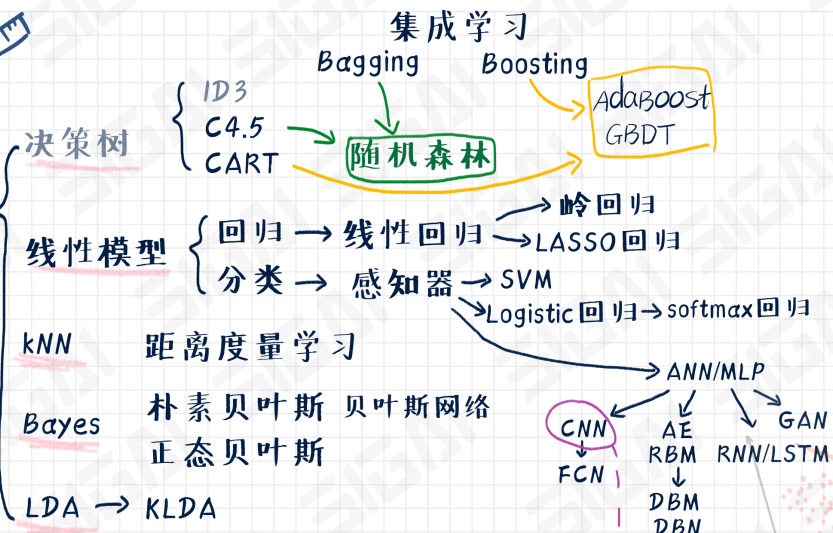 集成学习
Bagging Boosting
ID3
C4.5
CART
AdaBoost
GBDT
决策树
随机森林
线性模型
回归 线性回归 岭回归
LASSO回归
分类 感知器 SVM
Logistic回归 softmax回归
kNN 距离度量学习
ANN/MLP
Bayes 朴素贝叶斯 贝叶斯网络
正态贝叶斯
CNN AE RNN/LSTM GAN
FCN RBM
DBM
DBN
LDA KLDA
SIGAI